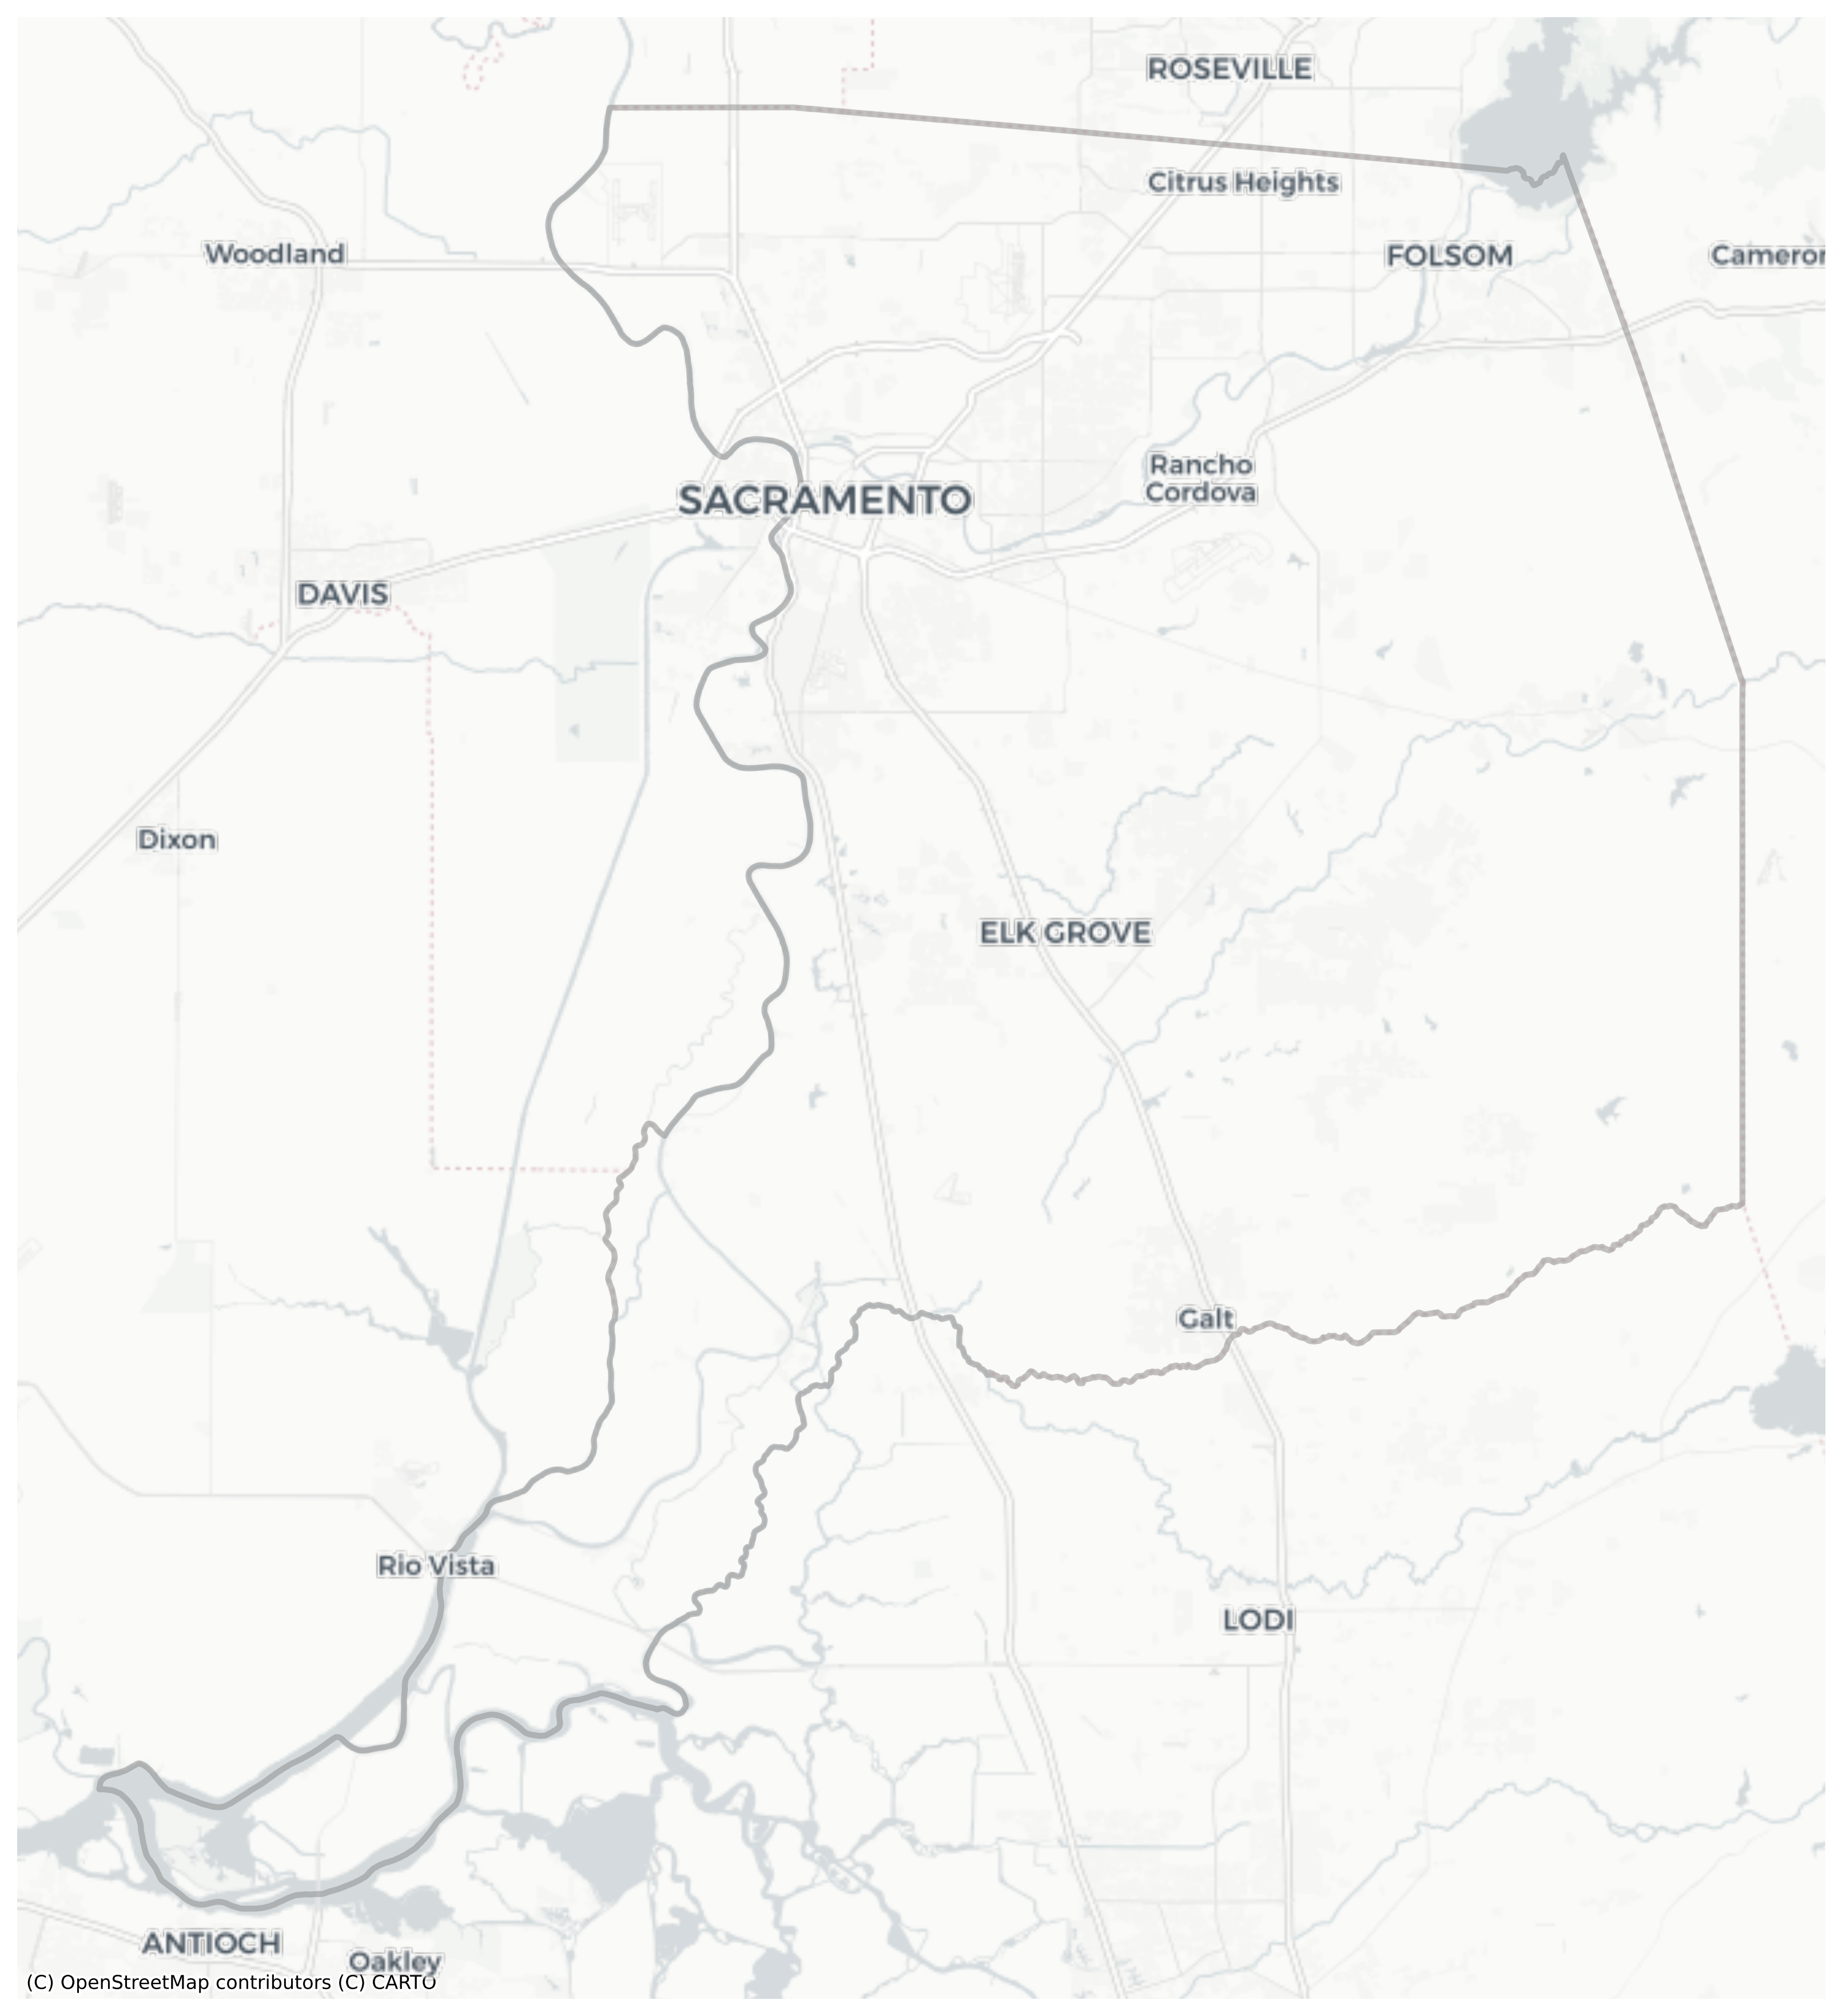 ROSEVILLE
Citrus Heights
Woodland
FOLSOM
Cameror
Rancho
Cordova
SACRAMENTO
DAVIS
Dixon
ELK GROVE
Galt
Rio Vista
LODI
ANTIOCH
Oakley
(C) OpenStreetMap contributors (C) CARTO